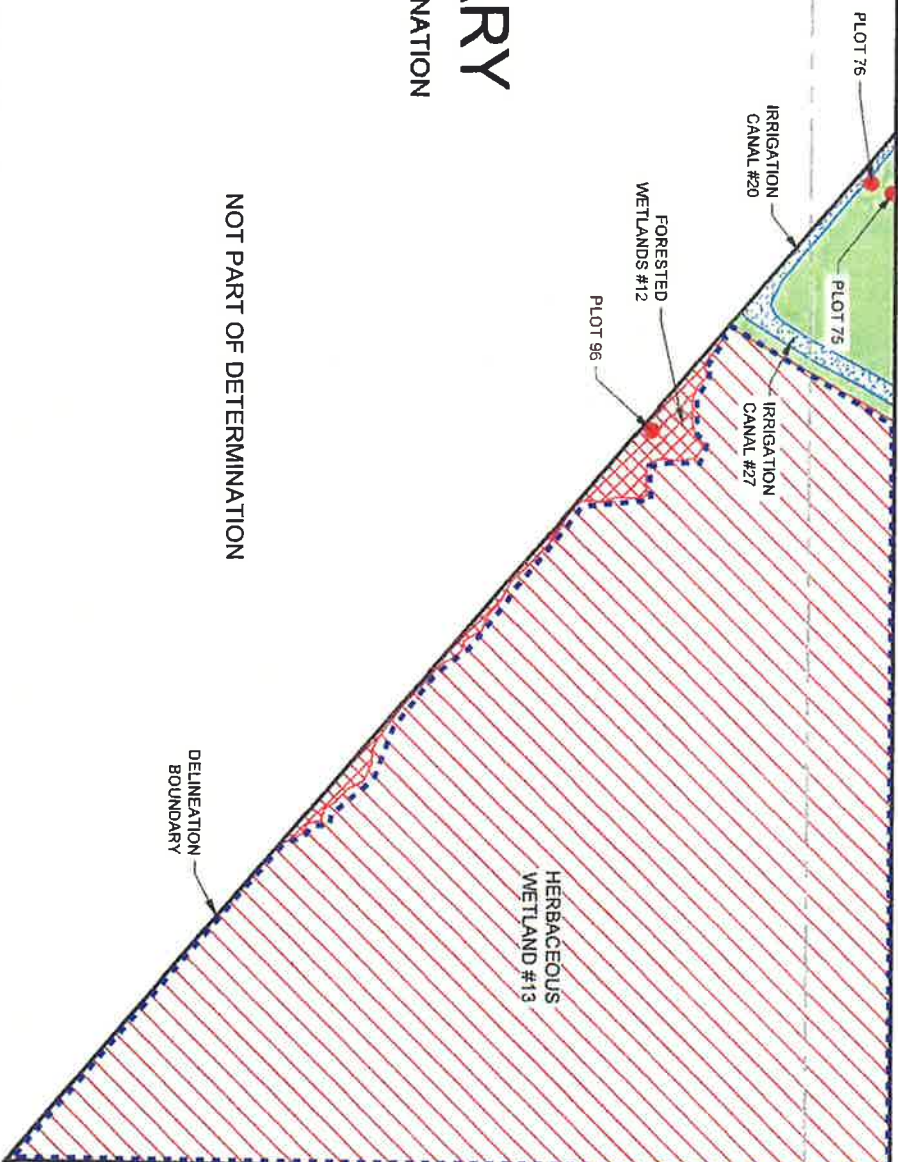 ARY
NATION
NOT PART OF DETERMINATION
PLOT 76
IRRIGATION
CANAL #20
PLOT 75
FORESTED
WETLANDS #12
PLOT 96
IRRIGATION
CANAL #27
HERBACEOUS
WETLAND #13
DELINEATION
BOUNDARY